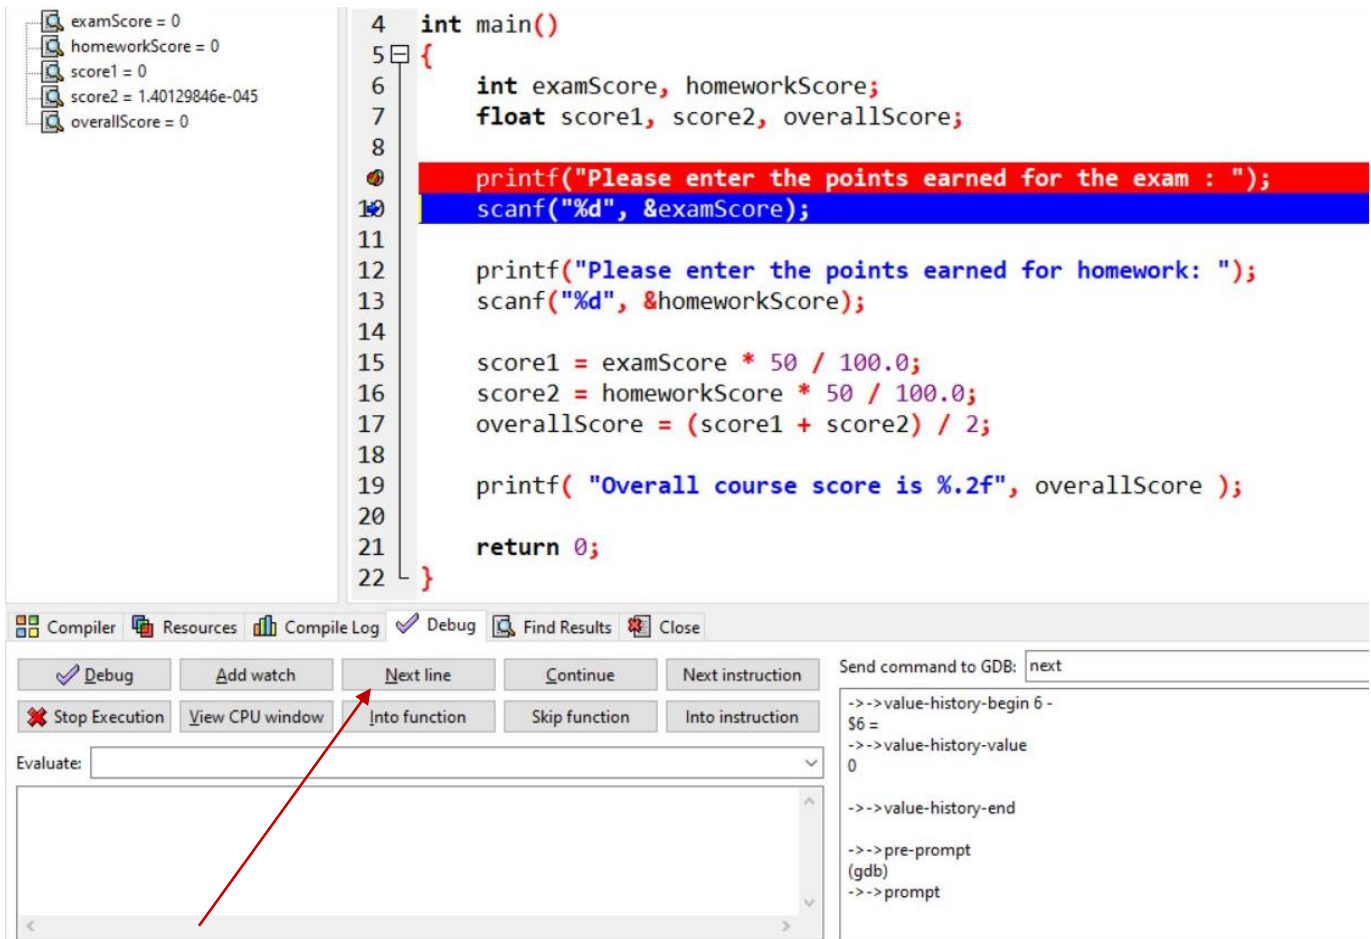 examScore = 0
homeworkScore = 0
score1 = 0
score2 = 1.40129846e-045
overallScore = 0
4 int main()
5 {
6 int examScore, homeworkScore;
7 float score1, score2, overallScore;
8
printf("Please enter the points earned for the exam : ");
10 scanf("%d", &examScore);
11
12 printf("Please enter the points earned for homework: ");
13 scanf("%d", &homeworkScore);
14
15 score1 = examScore * 50 / 100.0;
16 score2 = homeworkScore * 50 / 100.0;
17 overallScore = (score1 + score2) / 2;
18
19 printf( "Overall course score is %.2f", overallScore );
20
21 return 0;
22 }
Compiler Resources Compile Log Debug Find Results Close
Debug Add watch Next line Continue Next instruction
Stop Execution View CPU window Into function Skip function Into instruction
Evaluate:
Send command to GDB: next
->->value-history-begin 6 -
$6 =
->->value-history-value
0
->->value-history-end
->->pre-prompt
(gdb)
->->prompt